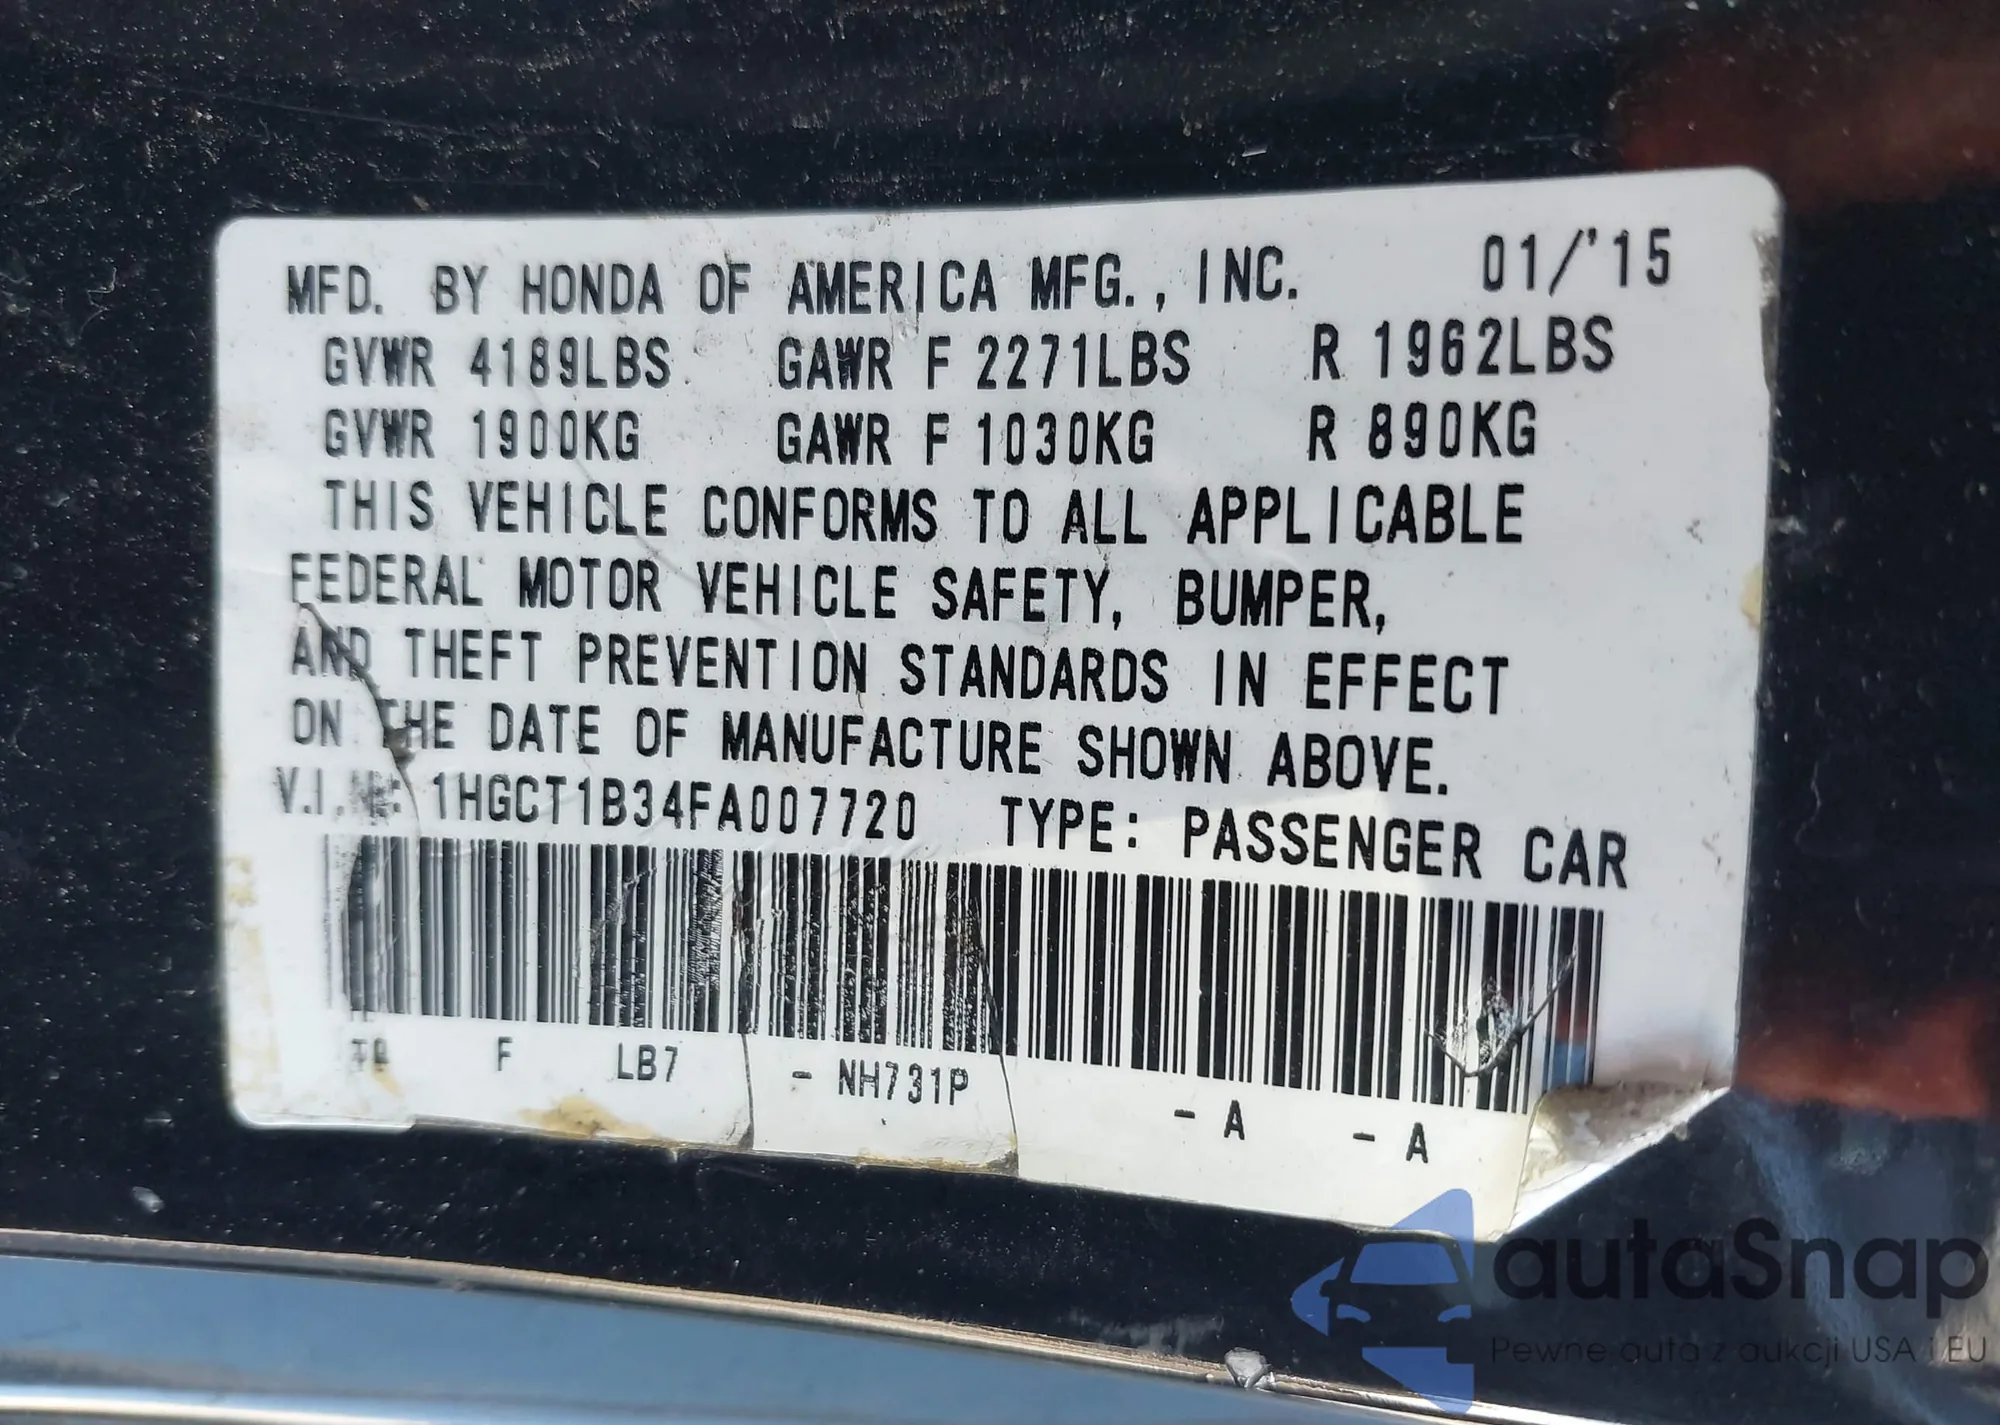 MFD. BY HONDA OF AMERICA MFG., INC. 01/'15
GVWR 4189LBS GAWR F 2271LBS R 1962LBS
GVWR 1900KG GAWR F 1030KG R 890KG
THIS VEHICLE CONFORMS TO ALL APPLICABLE
FEDERAL MOTOR VEHICLE SAFETY, BUMPER,
AND THEFT PREVENTION STANDARDS IN EFFECT
ON THE DATE OF MANUFACTURE SHOWN ABOVE.
V.I.N: 1HGCT1B34FA007720 TYPE: PASSENGER CAR
F LB7 - NH731P - A - A
autaSnap
Pewne auta z aukcji USA i EU